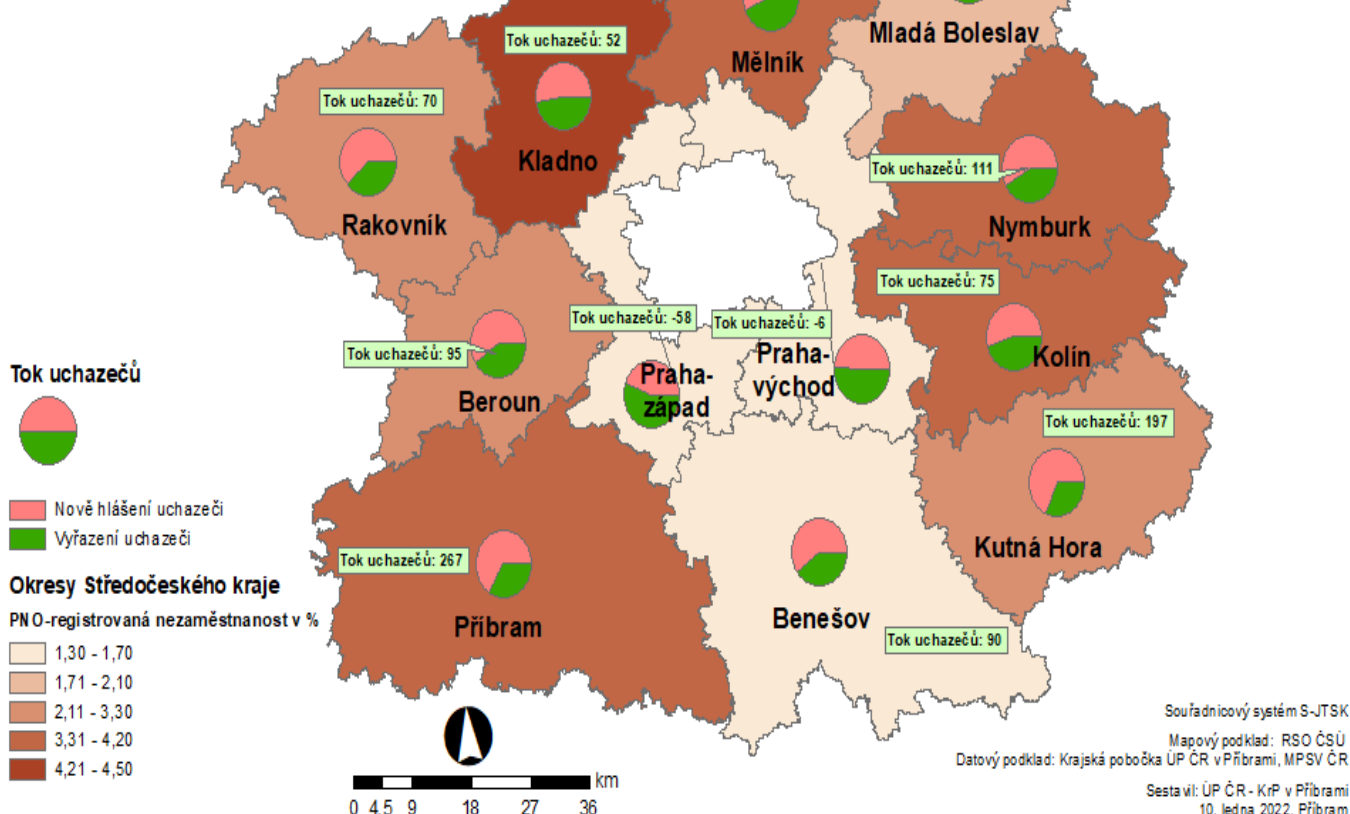 Tok uchazečů: 52
Mladá Boleslav
Mělník
Tok uchazečů: 70
Kladno
Tok uchazečů: 111
Rakovník
Nymburk
Tok uchazečů: 75
Tok uchazečů: -58
Tok uchazečů: -6
Tok uchazečů: 95
Praha-
východ
Kolín
Praha-
západ
Beroun
Tok uchazečů
Tok uchazečů: 197
Nově hlášení uchazeči
Vyřazení uchazeči
Kutná Hora
Tok uchazečů: 267
Příbram
Benešov
Tok uchazečů: 90
Okresy Středočeského kraje
PNO-registrovaná nezaměstnanost v %
1,30 - 1,70
1,71 - 2,10
2,11 - 3,30
3,31 - 4,20
4,21 - 4,50
km
0 4,5 9 18 27 36
Souřadnicový systém S-JTSK
Mapový podklad: RSO ČSÚ
Datový podklad: Krajská pobočka ÚP ČR v Příbrami, MPSV ČR
Sestavil: ÚP ČR - KrP v Příbrami
10. ledna 2022, Příbram